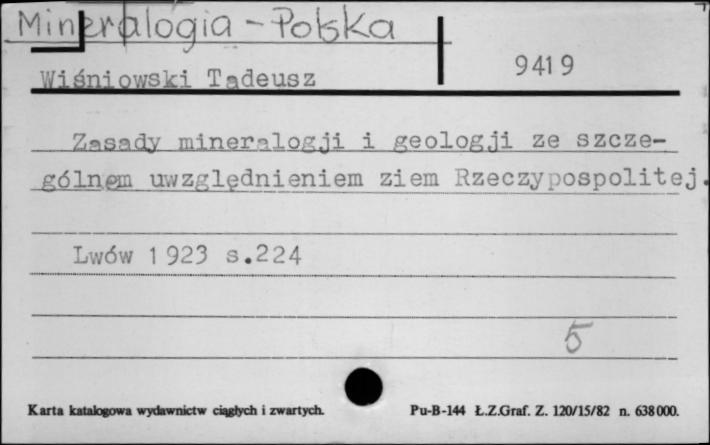 Mineralogia - Polska
9419
Wiśniowski Tadeusz
Zasady mineralogji i geologji ze szcze-
gólnem uwzględnieniem ziem Rzeczypospolitej.
Lwów 1923 s.224
5
Karta katalogowa wydawnictw ciągłych i zwartych. Pu-B-144 Ł.Z.Graf. Z. 120/15/82 n. 638000.